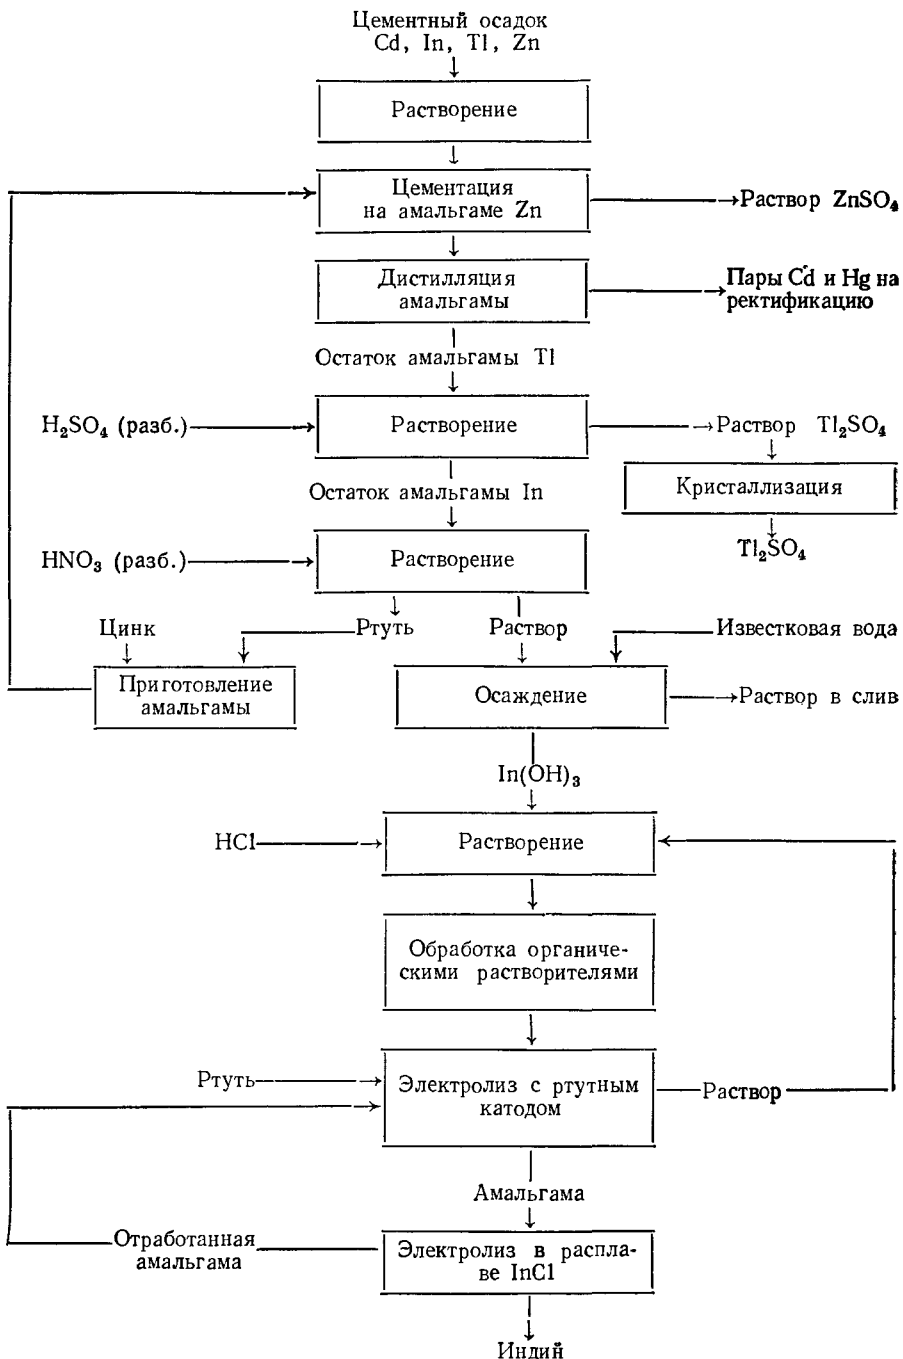 Цементный осадок
Cd, In, Tl, Zn
Растворение
Цементация
на амальгаме Zn
Раствор ZnSO₄
Дистилляция
амальгамы
Пары Cd и Hg на
ректификацию
Остаток амальгамы Tl
H₂SO₄ (разб.)
Растворение
Раствор Tl₂SO₄
Остаток амальгамы In
Кристаллизация
HNO₃ (разб.)
Растворение
Tl₂SO₄
Цинк
Ртуть
Раствор
Известковая вода
Приготовление
амальгамы
Осаждение
Раствор в слив
In(OH)₃
HCl
Растворение
Обработка органиче-
скими растворителями
Ртуть
Электролиз с ртутным
катодом
Раствор
Амальгама
Отработанная
амальгама
Электролиз в распла-
ве InCl
Индий